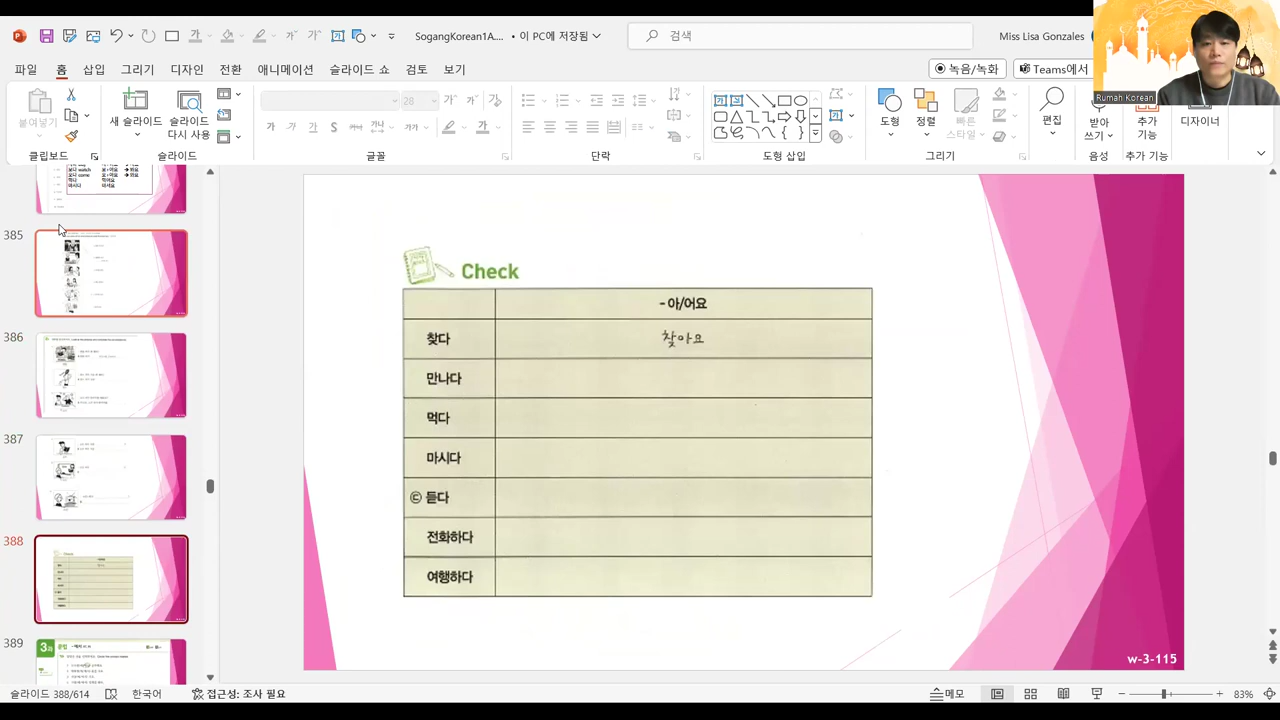 SogangKorean1A.... • 이 PC에 저장됨
검색
Miss Lisa Gonzales
파일 홈 삽입 그리기 디자인 전환 애니메이션 슬라이드 쇼 검토 보기
녹음/녹화
Teams에서
Rumah Korean
붙여넣기
새 슬라이드
슬라이드 다시 사용
도형
정렬
빠른 스타일
편집
받아쓰기
추가 기능
디자이너
클립보드
슬라이드
글꼴
단락
도형 삽입
그리기
음성
추가 기능
385
386
387
388
389
3과 문법
Check
-아/어요
찾다 찾아요
만나다
먹다
마시다
ⓒ 듣다
전화하다
여행하다
w-3-115
슬라이드 388/614
한국어
접근성: 조사 필요
메모
83%